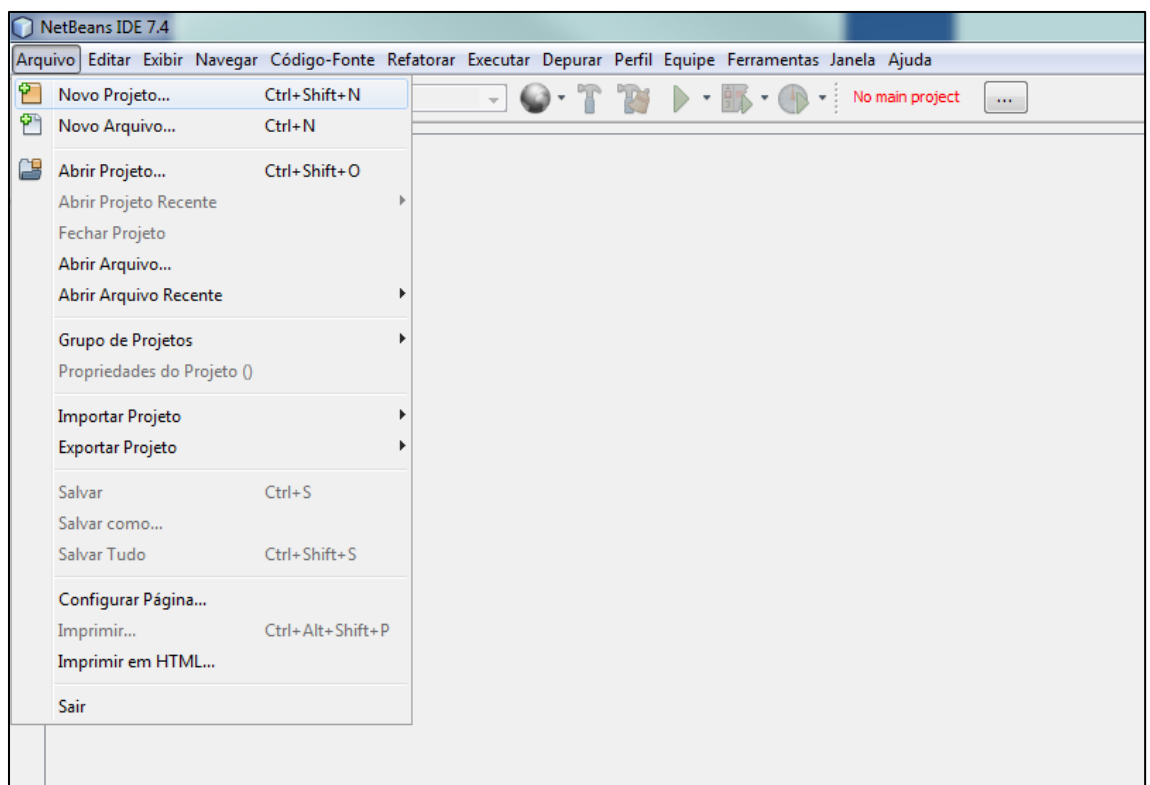 NetBeans IDE 7.4
Arquivo Editar Exibir Navegar Código-Fonte Refatorar Executar Depurar Perfil Equipe Ferramentas Janela Ajuda
Novo Projeto... Ctrl+Shift+N
No main project ...
Novo Arquivo... Ctrl+N
Abrir Projeto... Ctrl+Shift+O
Abrir Projeto Recente
Fechar Projeto
Abrir Arquivo...
Abrir Arquivo Recente
Grupo de Projetos
Propriedades do Projeto ()
Importar Projeto
Exportar Projeto
Salvar Ctrl+S
Salvar como...
Salvar Tudo Ctrl+Shift+S
Configurar Página...
Imprimir... Ctrl+Alt+Shift+P
Imprimir em HTML...
Sair